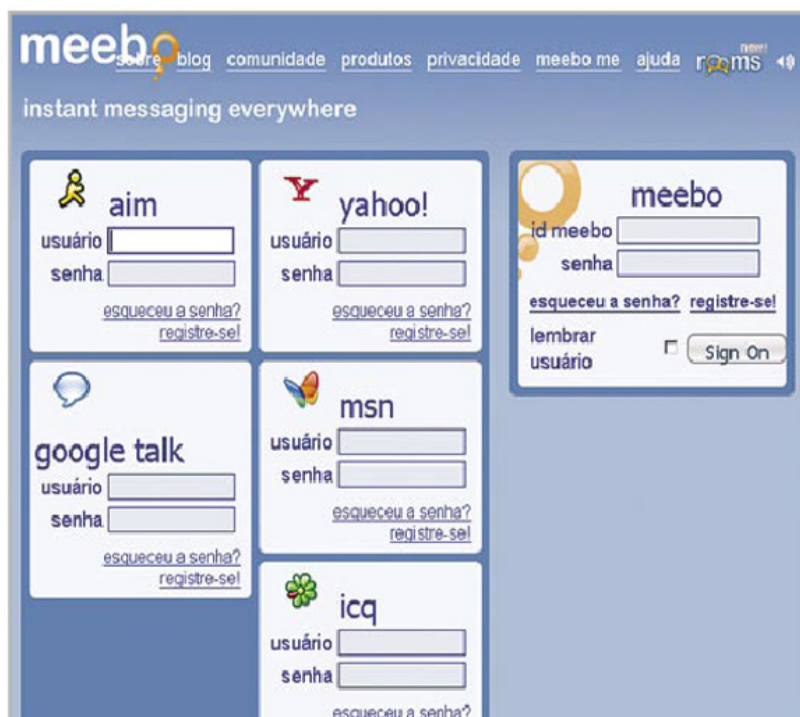 meebo
sobre blog comunidade produtos privacidade meebo me ajuda rooms new!
instant messaging everywhere
aim
usuário
senha
esqueceu a senha?
registre-se!
yahoo!
usuário
senha
esqueceu a senha?
registre-se!
meebo
id meebo
senha
esqueceu a senha? registre-se!
lembrar
usuário
Sign On
google talk
usuário
senha
esqueceu a senha?
registre-se!
msn
usuário
senha
esqueceu a senha?
registre-se!
icq
usuário
senha
esqueceu a senha?